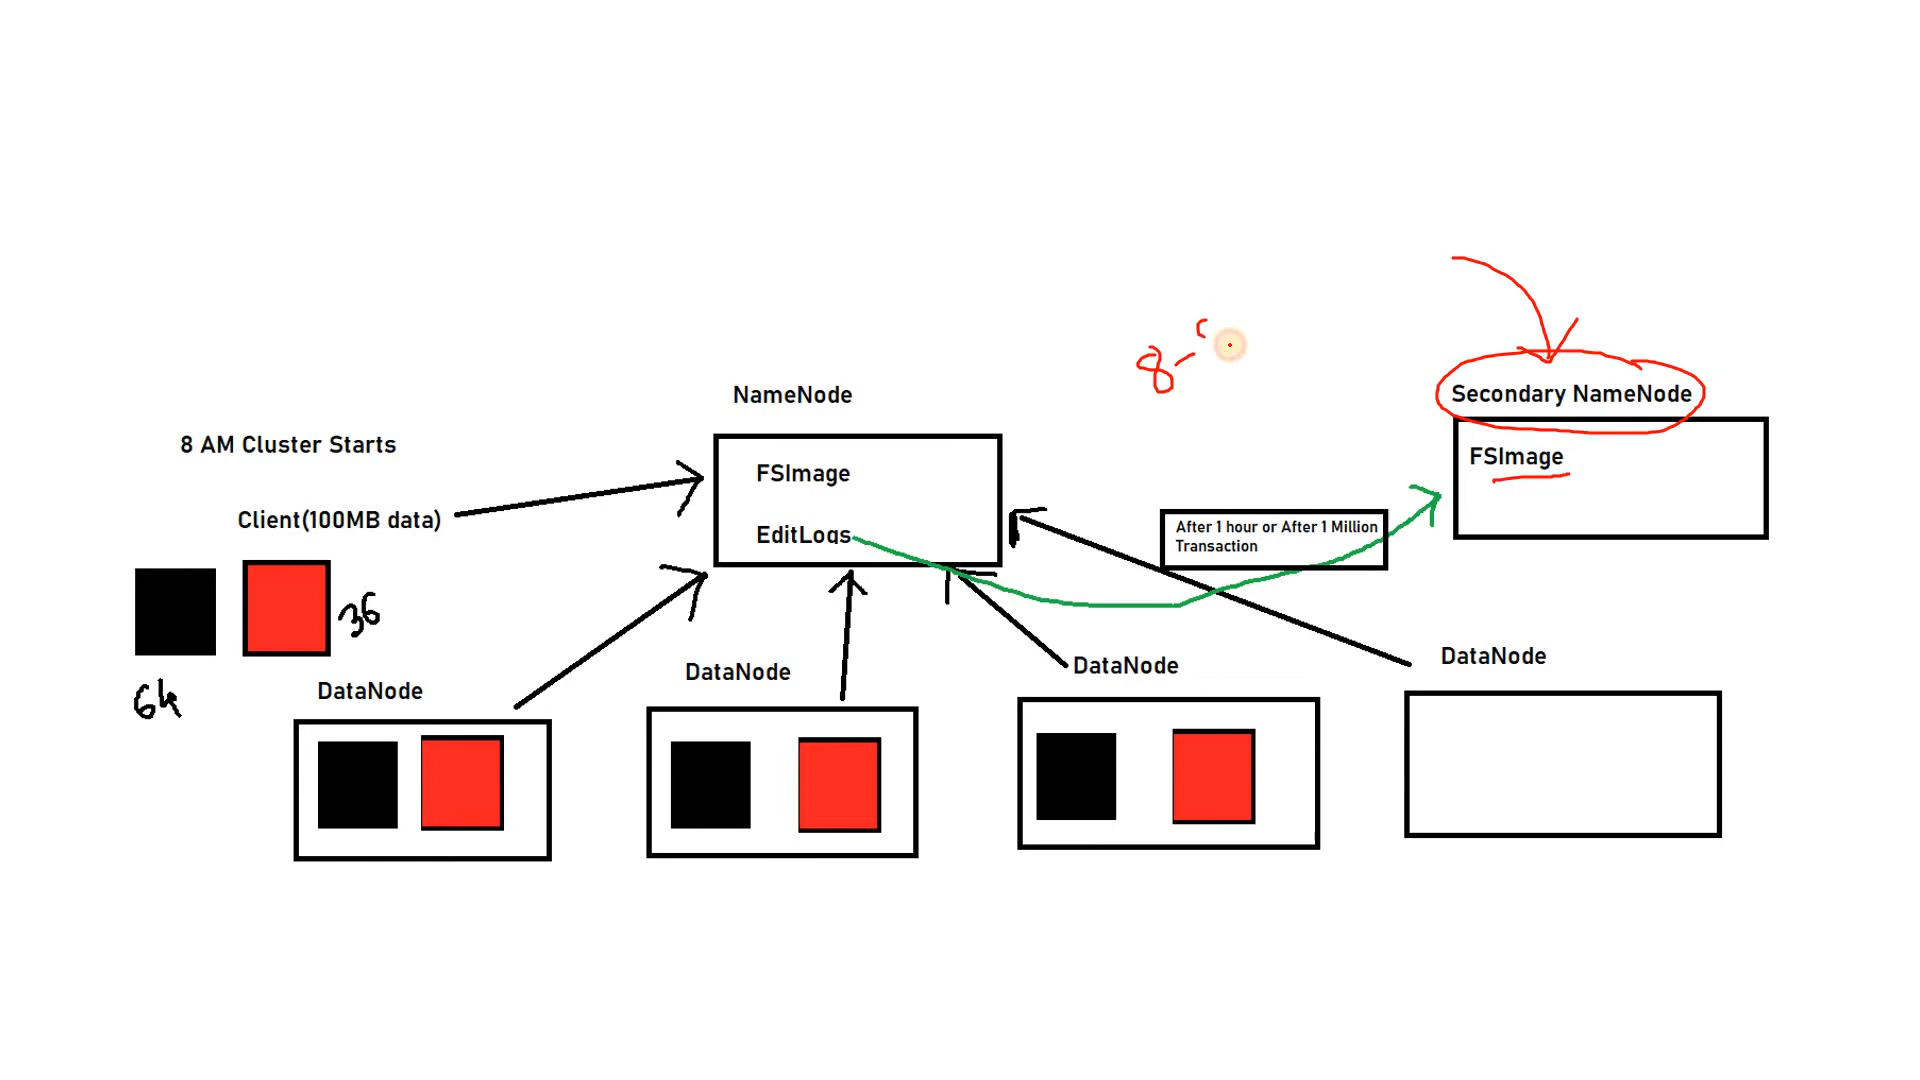 8-
NameNode
Secondary NameNode
8 AM Cluster Starts
FSImage
FSImage
Client(100MB data)
EditLogs
After 1 hour or After 1 Million
Transaction
36
64
DataNode
DataNode
DataNode
DataNode